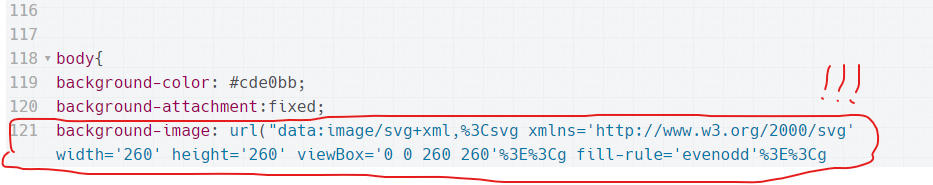 116
117
118 body{
119 background-color: #cde0bb;
120 background-attachment:fixed;
121 background-image: url("data:image/svg+xml,%3Csvg xmlns='http://www.w3.org/2000/svg'
width='260' height='260' viewBox='0 0 260 260'%3E%3Cg fill-rule='evenodd'%3E%3Cg
!!!